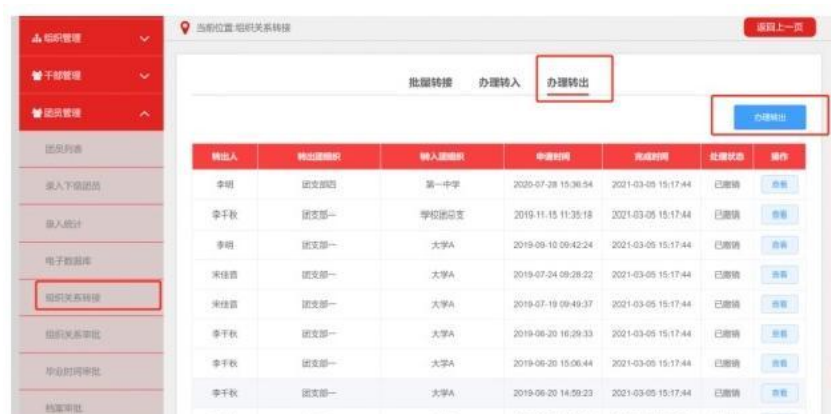 组织管理
当前位置:组织关系转接
返回上一页
干部管理
批量转接 办理转入 办理转出
团员管理
办理转出
团员列表
转出人 转出团组织 转入团组织 申请时间 完成时间 处理状态 操作
录入下级团员
李明 团支部四 第一中学 2020-07-28 15:36:54 2021-03-05 15:17:44 已撤销 查看
李千秋 团支部一 学校团总支 2019-11-15 11:35:18 2021-03-05 15:17:44 已撤销 查看
录入统计
李明 团支部一 大学A 2019-09-10 09:42:24 2021-03-05 15:17:44 已撤销 查看
电子数据库
宋佳 团支部一 大学A 2019-07-24 09:28:22 2021-03-05 15:17:44 已撤销 查看
组织关系转接
宋佳 团支部一 大学A 2019-07-19 09:49:37 2021-03-05 15:17:44 已撤销 查看
组织关系审批
李千秋 团支部一 大学A 2019-06-20 16:29:33 2021-03-05 15:17:44 已撤销 查看
毕业时间审批
李千秋 团支部一 大学A 2019-06-20 15:06:44 2021-03-05 15:17:44 已撤销 查看
李千秋 团支部一 大学A 2019-06-20 14:59:23 2021-03-05 15:17:44 已撤销 查看
档案审批